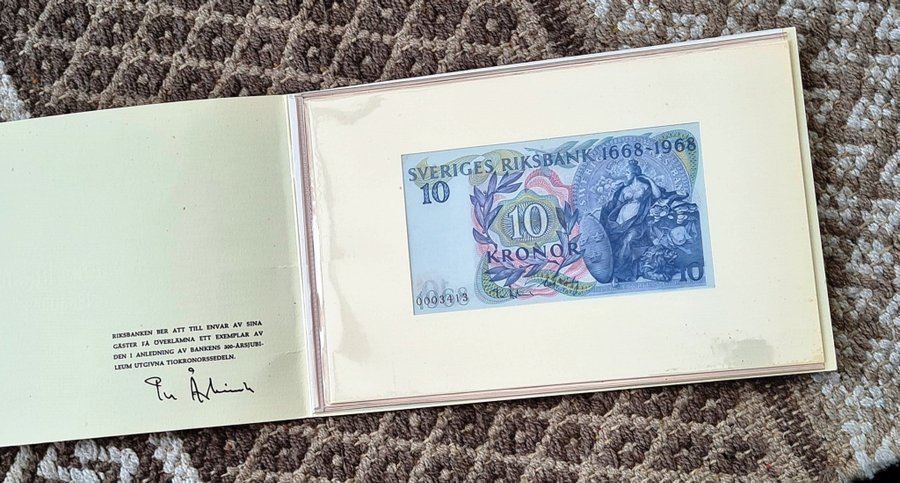 RIKSBANKEN BER ATT TILL ENVAR AV SINA
GÄSTER FÅ ÖVERLÄMNA ETT EXEMPLAR AV
DEN I ANLEDNING AV BANKENS 300-ÅRSJUBI-
LEUM UTGIVNA TIOKRONORSSEDELN.
SVERIGES RIKSBANK 1668-1968
10
10
KRONOR
10
0003413